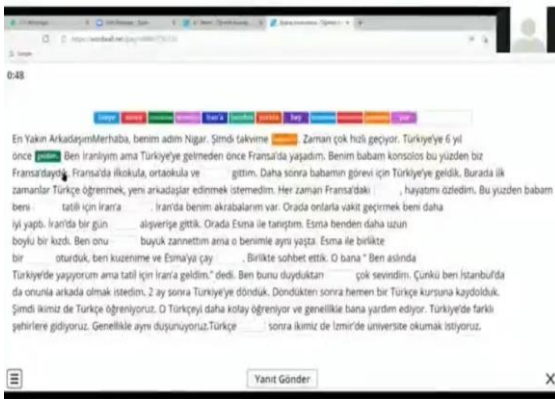 0:48
İran'a
bey
yaz
En Yakın ArkadaşımMerhaba, benim adim Nigar. Şimdi takvime . Zaman çok hızlı geçiyor. Türkiye'ye 6 yıl
önce . Ben iranlıyım ama Türkiye'ye gelmeden önce Fransa'da yaşadım. Benim babam konsolos bu yüzden biz
Fransa'daydık. Fransa'da ilkokula, ortaokula ve gittim. Daha sonra babamın görevi için Türkiye'ye geldik. Burada ilk
zamanlar Türkçe öğrenmek, yeni arkadaşlar edinmek istemedim. Her zaman Fransa'daki , hayatımı özledim. Bu yüzden babam
beni tatili için İran'a . İran'da benim akrabalarım var. Orada onlarla vakit geçirmek beni daha
iyi yaptı. İran'da bir gün alışverişe gittik. Orada Esma ile tanıştım. Esma benden daha uzun
boylu bir kızdı. Ben onu buyuk zannettim ama o benimle aynı yaşta. Esma ile birlikte
bir oturduk, ben kuzenime ve Esma'ya çay . Birlikte sohbet ettik. O bana " Ben aslında
Türkiye'de yaşıyorum ama tatil için İran'a geldim." dedi. Ben bunu duyduktan çok sevindim. Çünkü ben İstanbul'da
da onunla arkada olmak istedim. 2 ay sonra Türkiye'ye dönduk. Dondükten sonra hemen bir Türkçe kursuna kaydolduk.
Şimdi ikimiz de Türkçe öğreniyoruz. O Türkçeyi daha kolay öğreniyor ve genellikle bana yardım ediyor. Türkiye'de farklı
şehirlere gidiyoruz. Genellikle aynı düşunuyoruz.Türkçe sonra ikimiz de İzmir'de üniversite okumak istiyoruz.
Yanıt Gönder
X